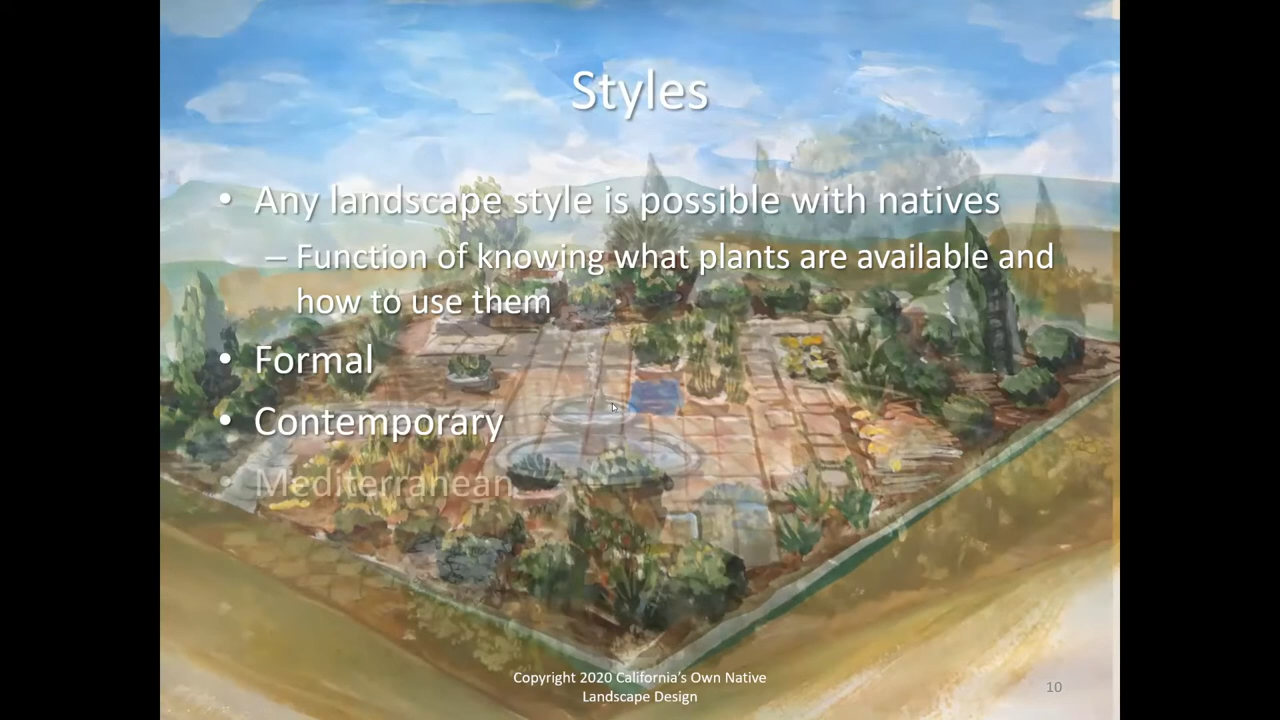 Styles
• Any landscape style is possible with natives
– Function of knowing what plants are available and
how to use them
• Formal
• Contemporary
• Mediterranean
Copyright 2020 California's Own Native
Landscape Design
10